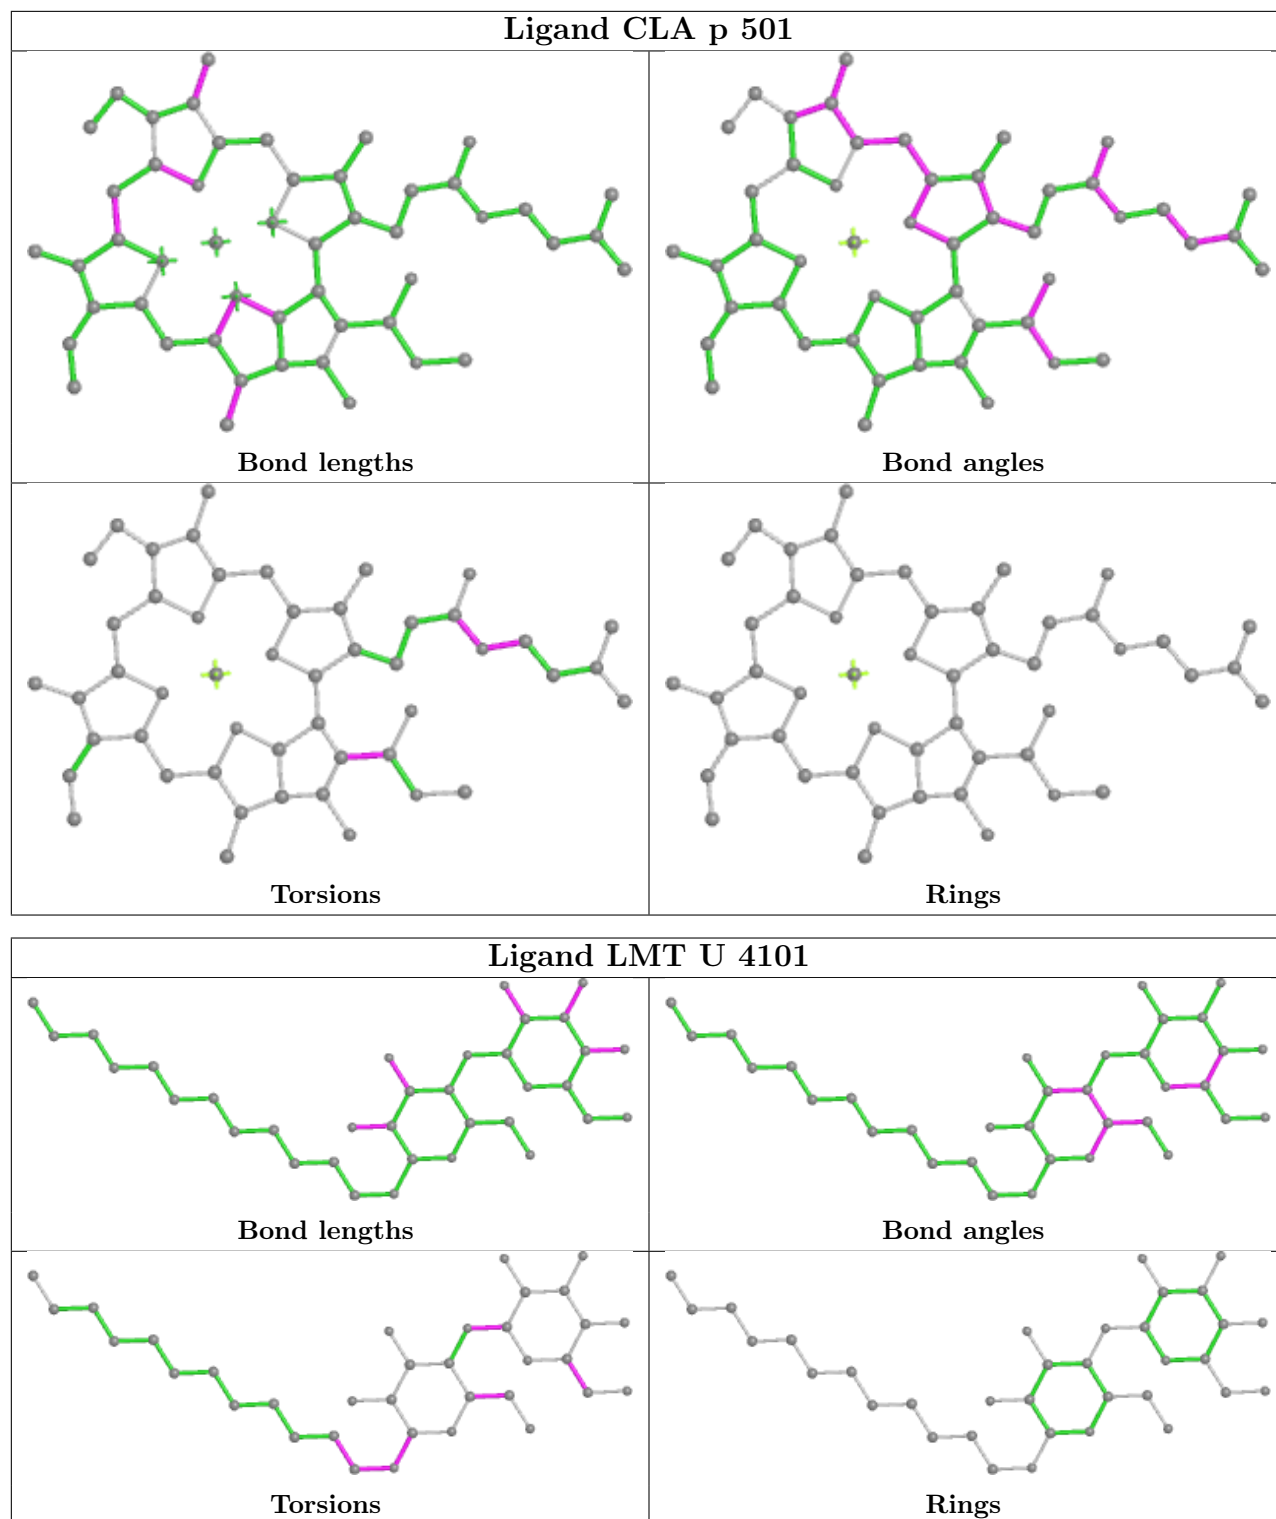 Ligand CLA p 501
Bond lengths
Bond angles
Torsions
Rings
Ligand LMT U 4101
Bond lengths
Bond angles
Torsions
Rings